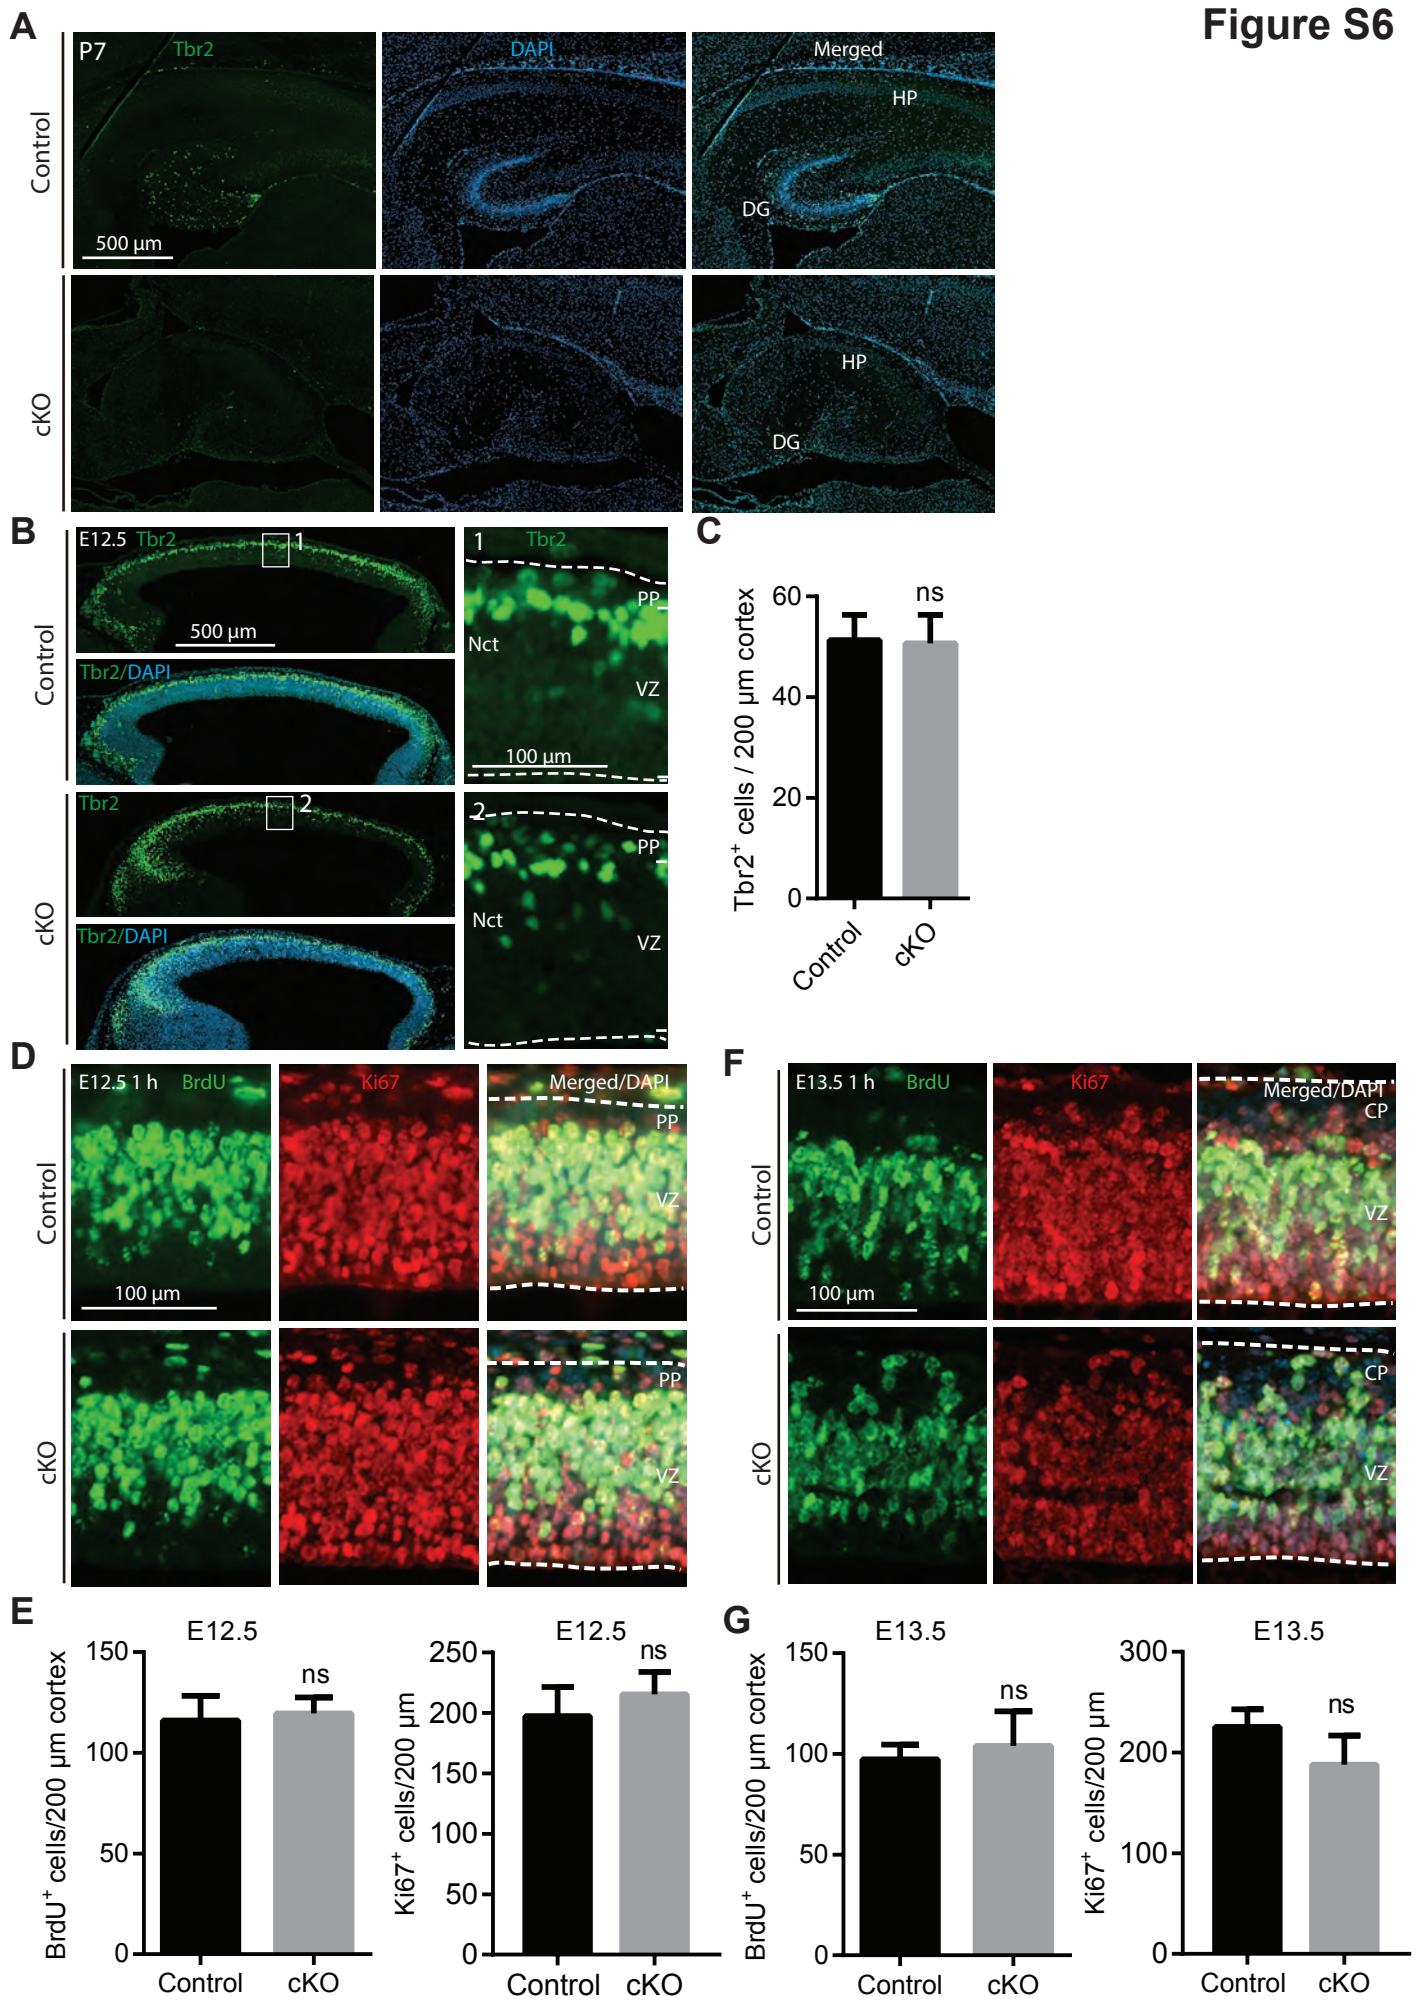 Figure S6
A
P7
Tbr2
DAPI
Merged
HP
DG
500 µm
Control
HP
DG
cKO
B
E12.5 Tbr2
1
500 µm
Tbr2/DAPI
Control
1
Tbr2
PP
Nct
VZ
100 µm
Tbr2
2
Tbr2/DAPI
cKO
2
PP
Nct
VZ
C
Tbr2+ cells / 200 µm cortex
60
40
20
0
ns
Control
cKO
D
E12.5 1 h
BrdU
Ki67
Merged/DAPI
PP
VZ
100 µm
Control
PP
VZ
cKO
F
E13.5 1 h
BrdU
Ki67
Merged/DAPI
CP
VZ
100 µm
Control
CP
VZ
cKO
E
E12.5
BrdU+ cells/200 µm cortex
150
100
50
0
ns
Control
cKO
E12.5
Ki67+ cells/200 µm
250
200
150
100
50
0
ns
Control
cKO
G
E13.5
BrdU+ cells/200 µm cortex
150
100
50
0
ns
Control
cKO
E13.5
Ki67+ cells/200 µm
300
200
100
0
ns
Control
cKO